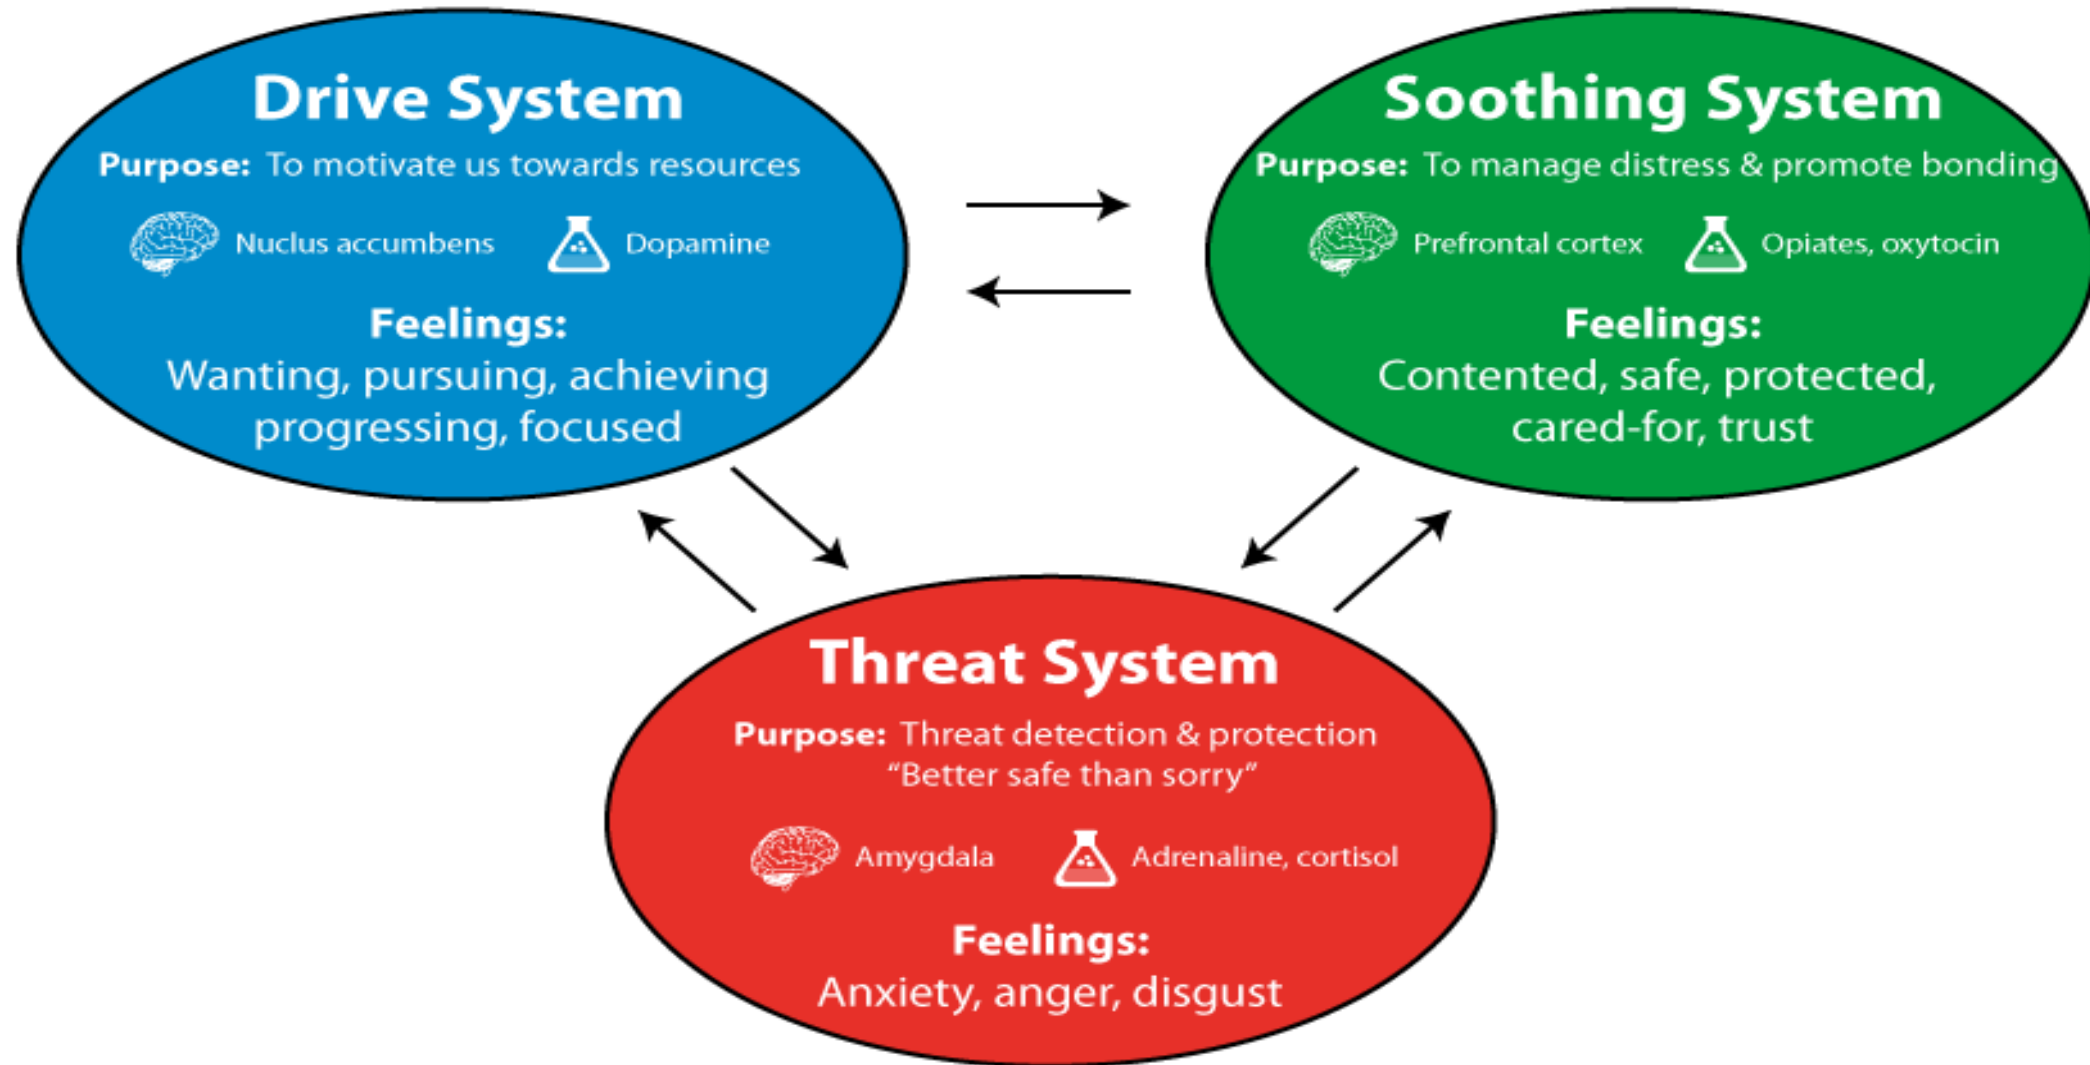 Drive System
Purpose: To motivate us towards resources
Nuclus accumbens
Dopamine
Feelings:
Wanting, pursuing, achieving
progressing, focused
Soothing System
Purpose: To manage distress & promote bonding
Prefrontal cortex
Opiates, oxytocin
Feelings:
Contented, safe, protected,
cared-for, trust
Threat System
Purpose: Threat detection & protection
“Better safe than sorry”
Amygdala
Adrenaline, cortisol
Feelings:
Anxiety, anger, disgust